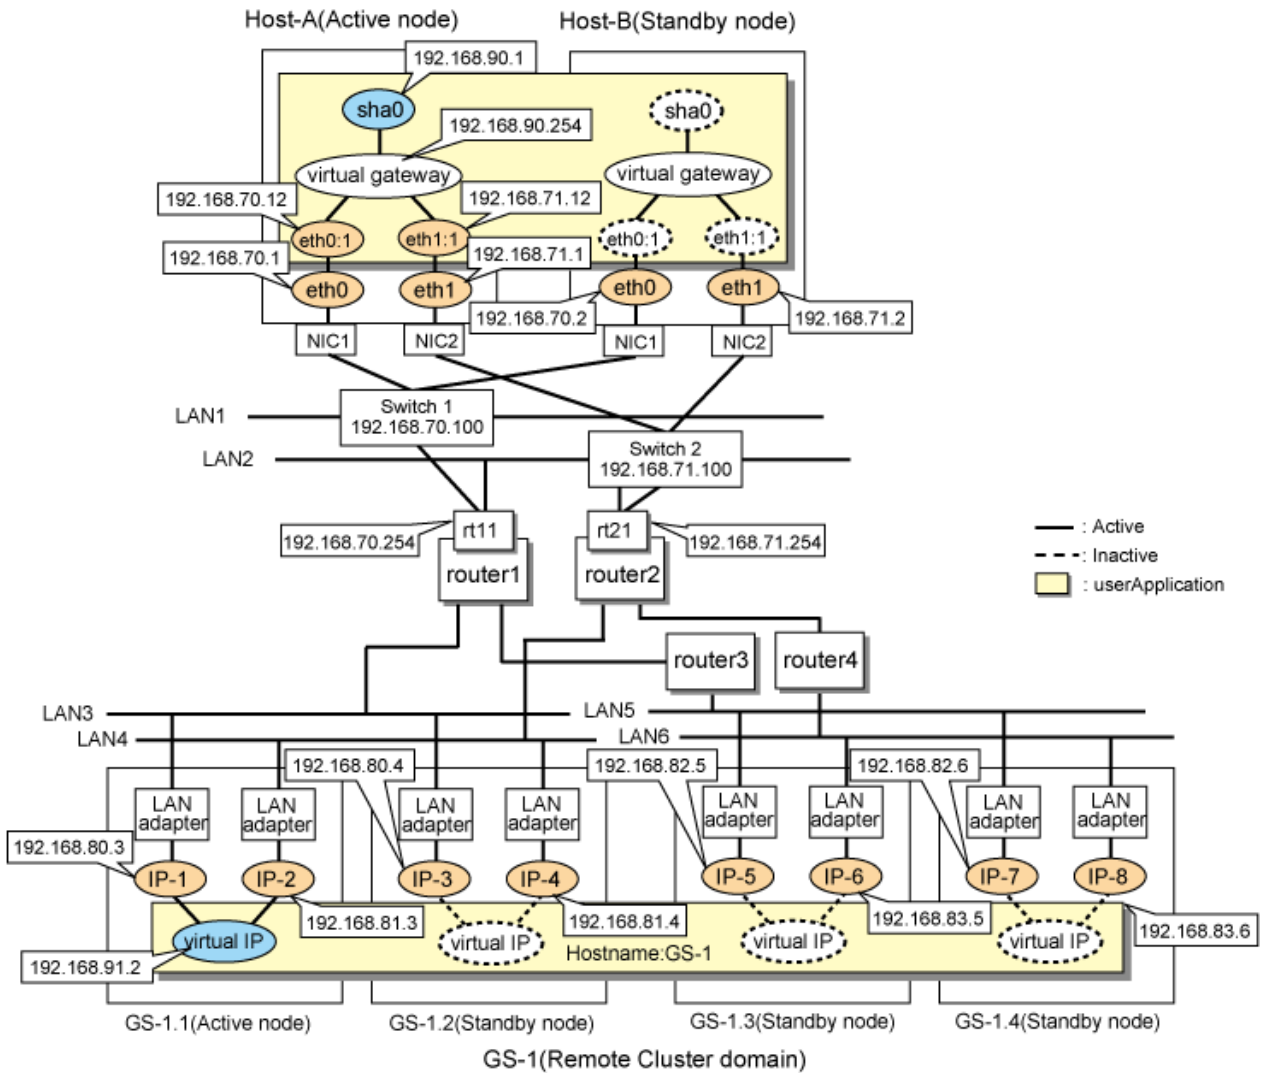 Host-A(Active node)
Host-B(Standby node)
192.168.90.1
sha0
sha0
192.168.90.254
virtual gateway
virtual gateway
192.168.70.12
192.168.71.12
eth0:1
eth1:1
eth0:1
eth1:1
192.168.70.1
192.168.71.1
eth0
eth1
eth0
eth1
192.168.70.2
192.168.71.2
NIC1
NIC2
NIC1
NIC2
LAN1
Switch 1
192.168.70.100
LAN2
Switch 2
192.168.71.100
192.168.70.254
rt11
rt21
192.168.71.254
router1
router2
: Active
: Inactive
: userApplication
router3
router4
LAN3
LAN5
LAN4
LAN6
192.168.80.4
192.168.82.5
192.168.82.6
LAN
adapter
LAN
adapter
LAN
adapter
LAN
adapter
LAN
adapter
LAN
adapter
LAN
adapter
LAN
adapter
192.168.80.3
IP-1
IP-2
IP-3
IP-4
IP-5
IP-6
IP-7
IP-8
192.168.81.3
192.168.81.4
192.168.83.5
192.168.83.6
virtual IP
virtual IP
virtual IP
virtual IP
Hostname:GS-1
192.168.91.2
GS-1.1(Active node)
GS-1.2(Standby node)
GS-1.3(Standby node)
GS-1.4(Standby node)
GS-1(Remote Cluster domain)